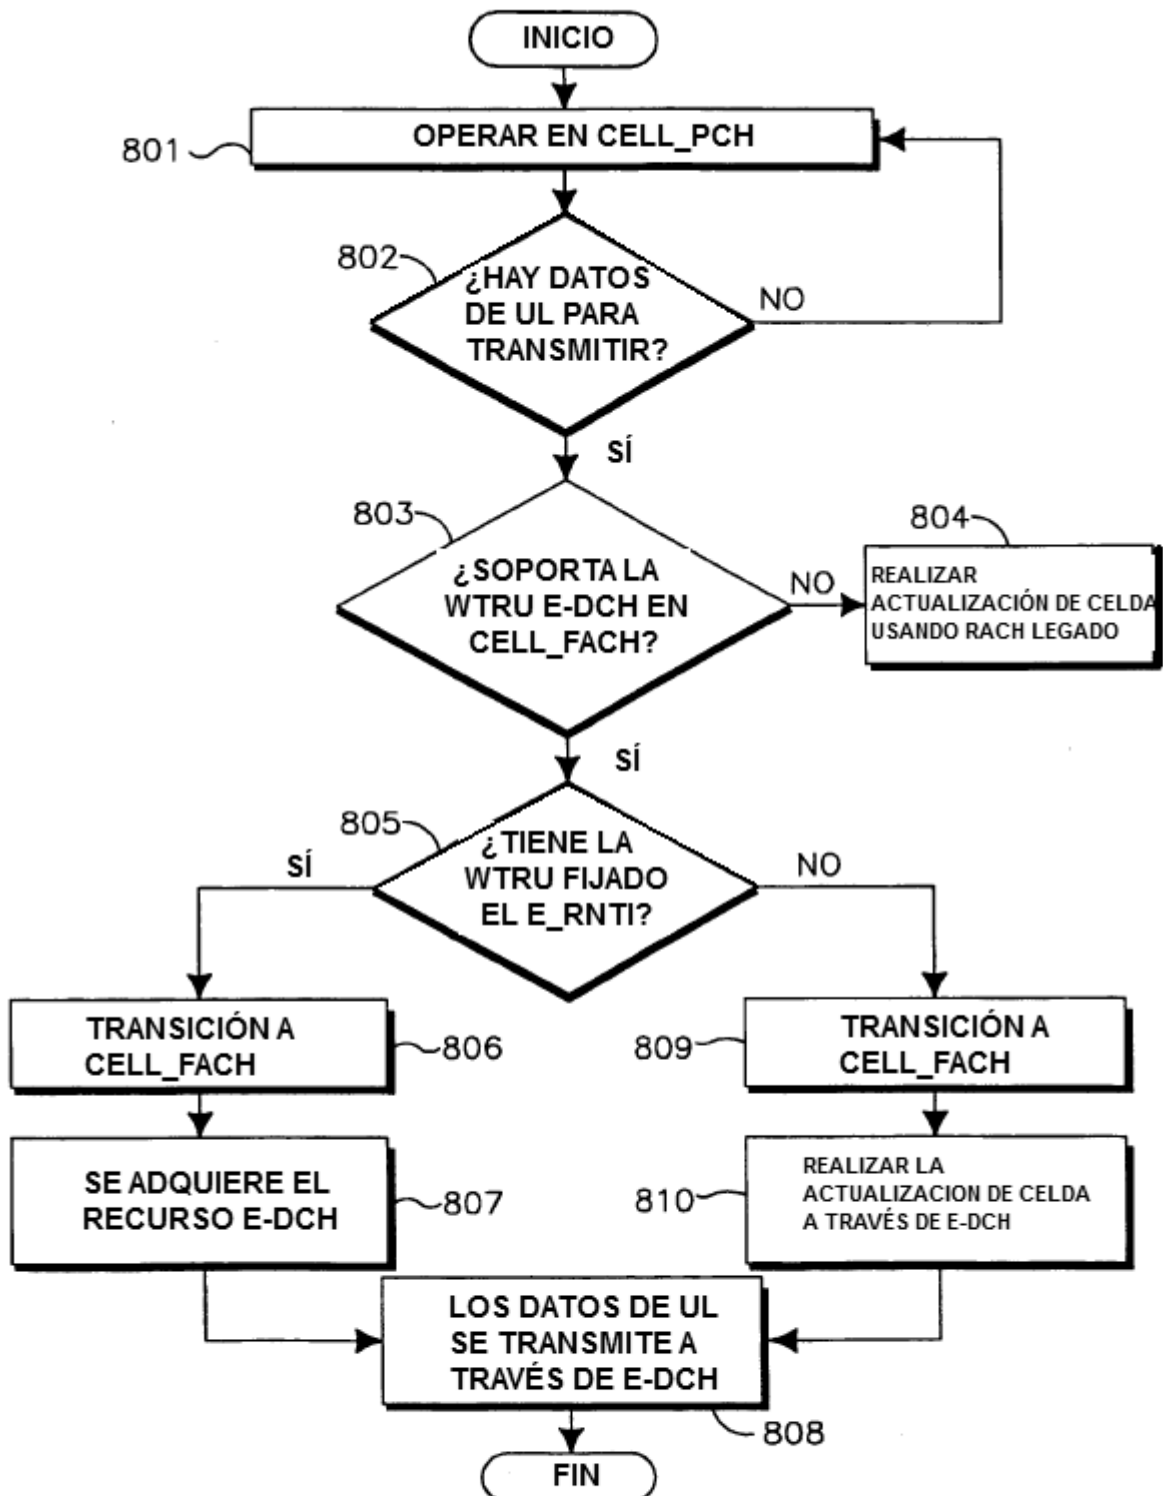 INICIO
801
OPERAR EN CELL_PCH
802
¿HAY DATOS
DE UL PARA
TRANSMITIR?
NO
SÍ
803
¿SOPORTA LA
WTRU E-DCH EN
CELL_FACH?
NO
804
REALIZAR
ACTUALIZACIÓN DE CELDA
USANDO RACH LEGADO
SÍ
805
¿TIENE LA
WTRU FIJADO
EL E_RNTI?
SÍ
NO
TRANSICIÓN A
CELL_FACH
806
809
TRANSICIÓN A
CELL_FACH
SE ADQUIERE EL
RECURSO E-DCH
807
810
REALIZAR LA
ACTUALIZACION DE CELDA
A TRAVÉS DE E-DCH
LOS DATOS DE UL
SE TRANSMITE A
TRAVÉS DE E-DCH
808
FIN